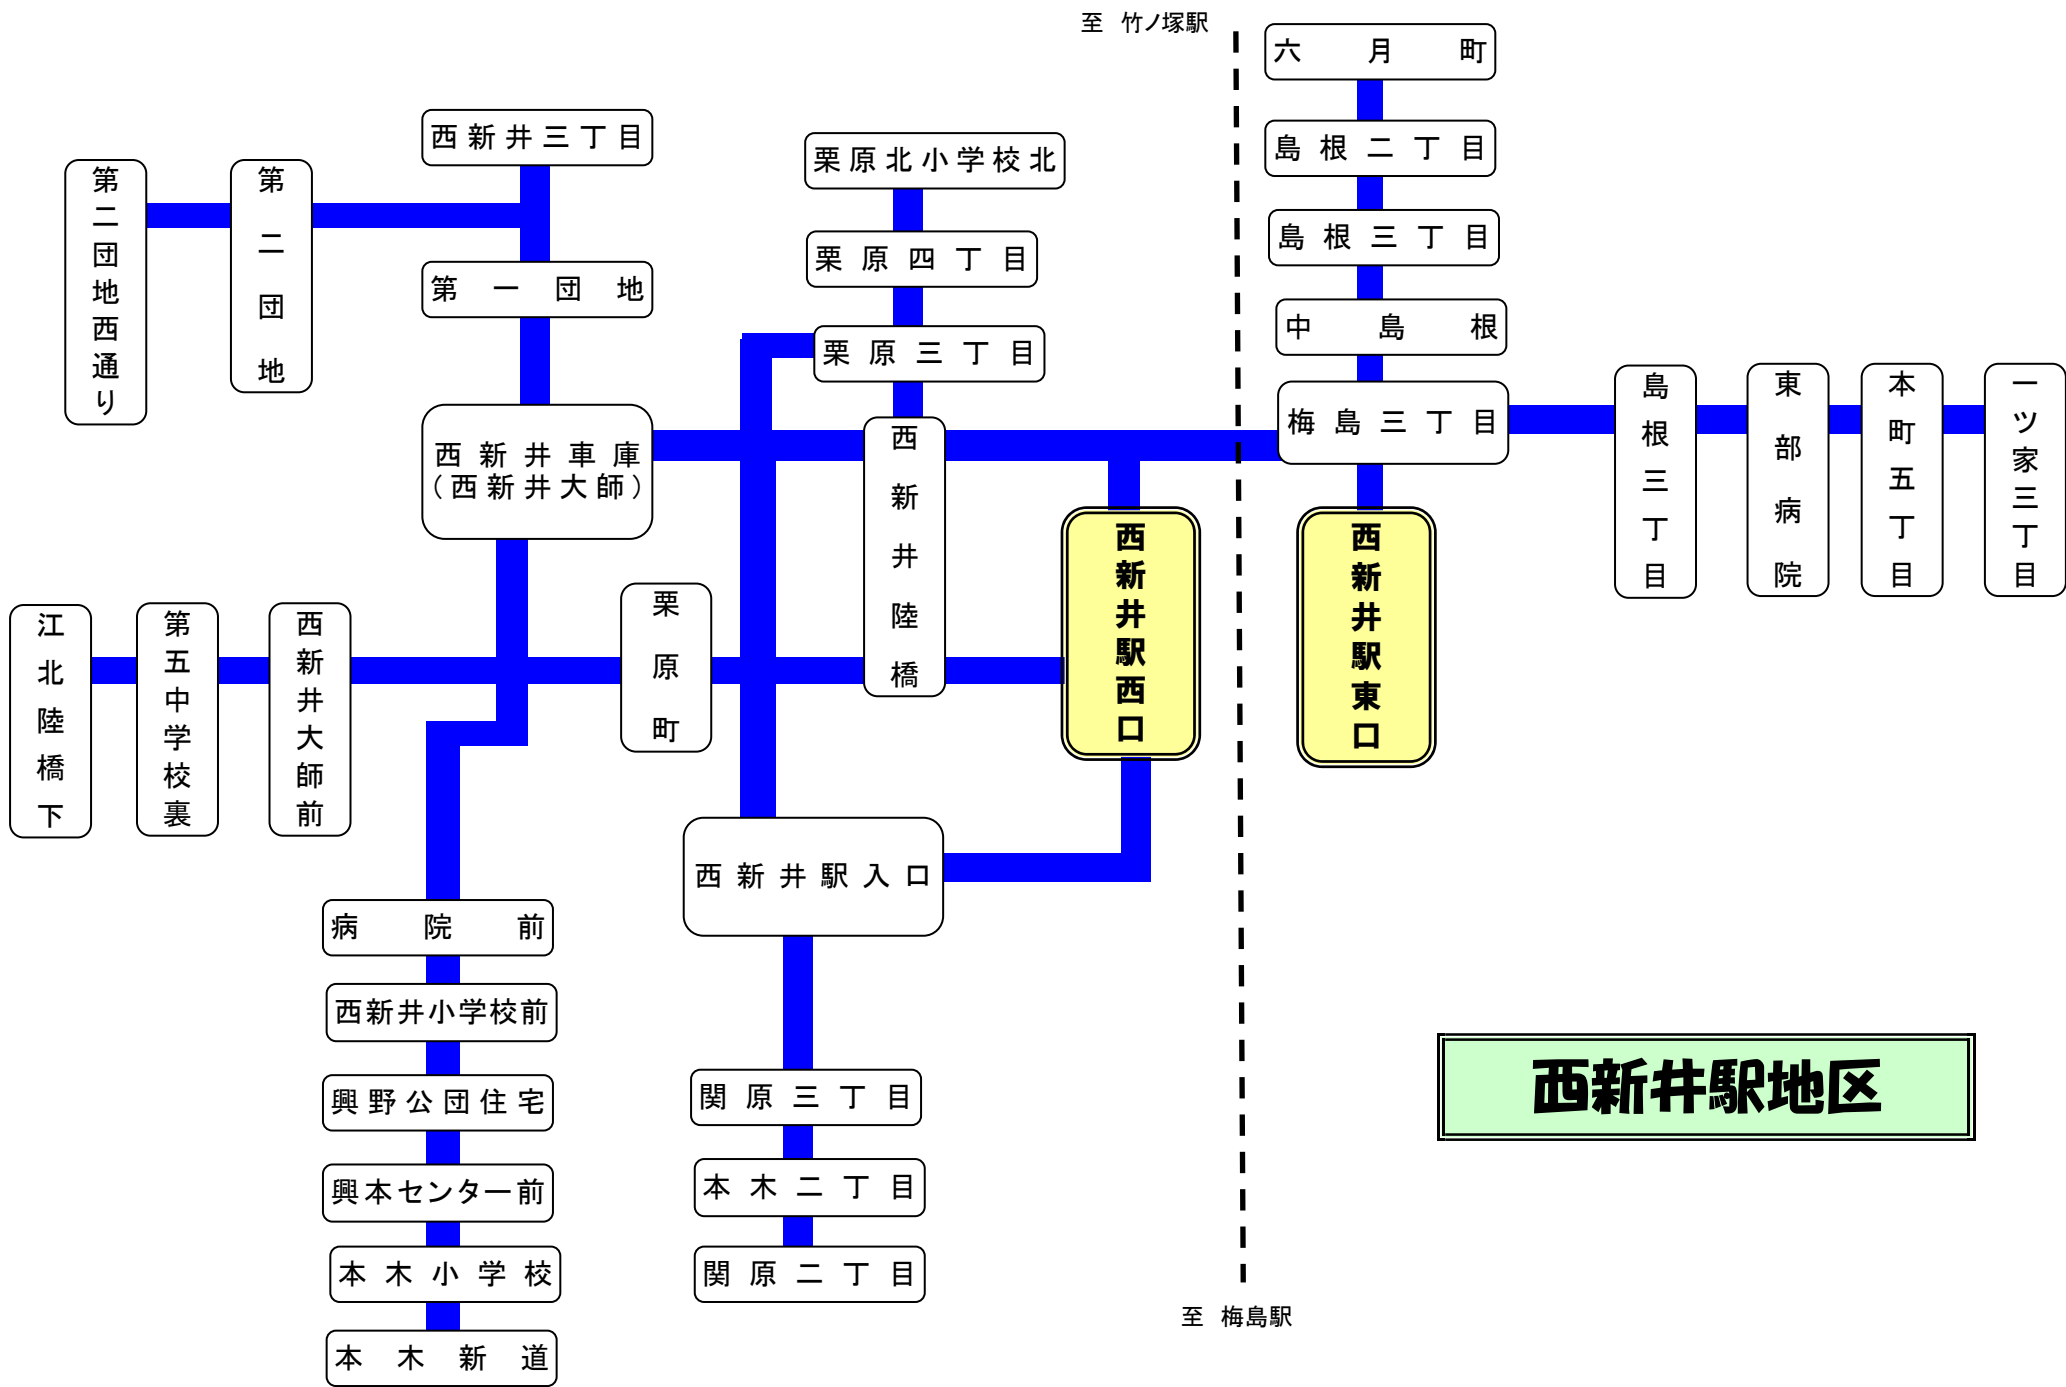 至 竹ノ塚駅
六月町
西新井三丁目
栗原北小学校北
島根二丁目
第二団地西通り
第二団地
栗原四丁目
島根三丁目
第一団地
栗原三丁目
中島根
西新井車庫
（西新井大師）
西新井陸橋
梅島三丁目
島根三丁目
東部病院
本町五丁目
一ツ家三丁目
西新井駅西口
西新井駅東口
江北陸橋下
第五中学校裏
西新井大師前
栗原町
西新井駅入口
病院前
西新井小学校前
興野公団住宅
関原三丁目
西新井駅地区
興本センター前
本木二丁目
本木小学校
関原二丁目
至 梅島駅
本木新道